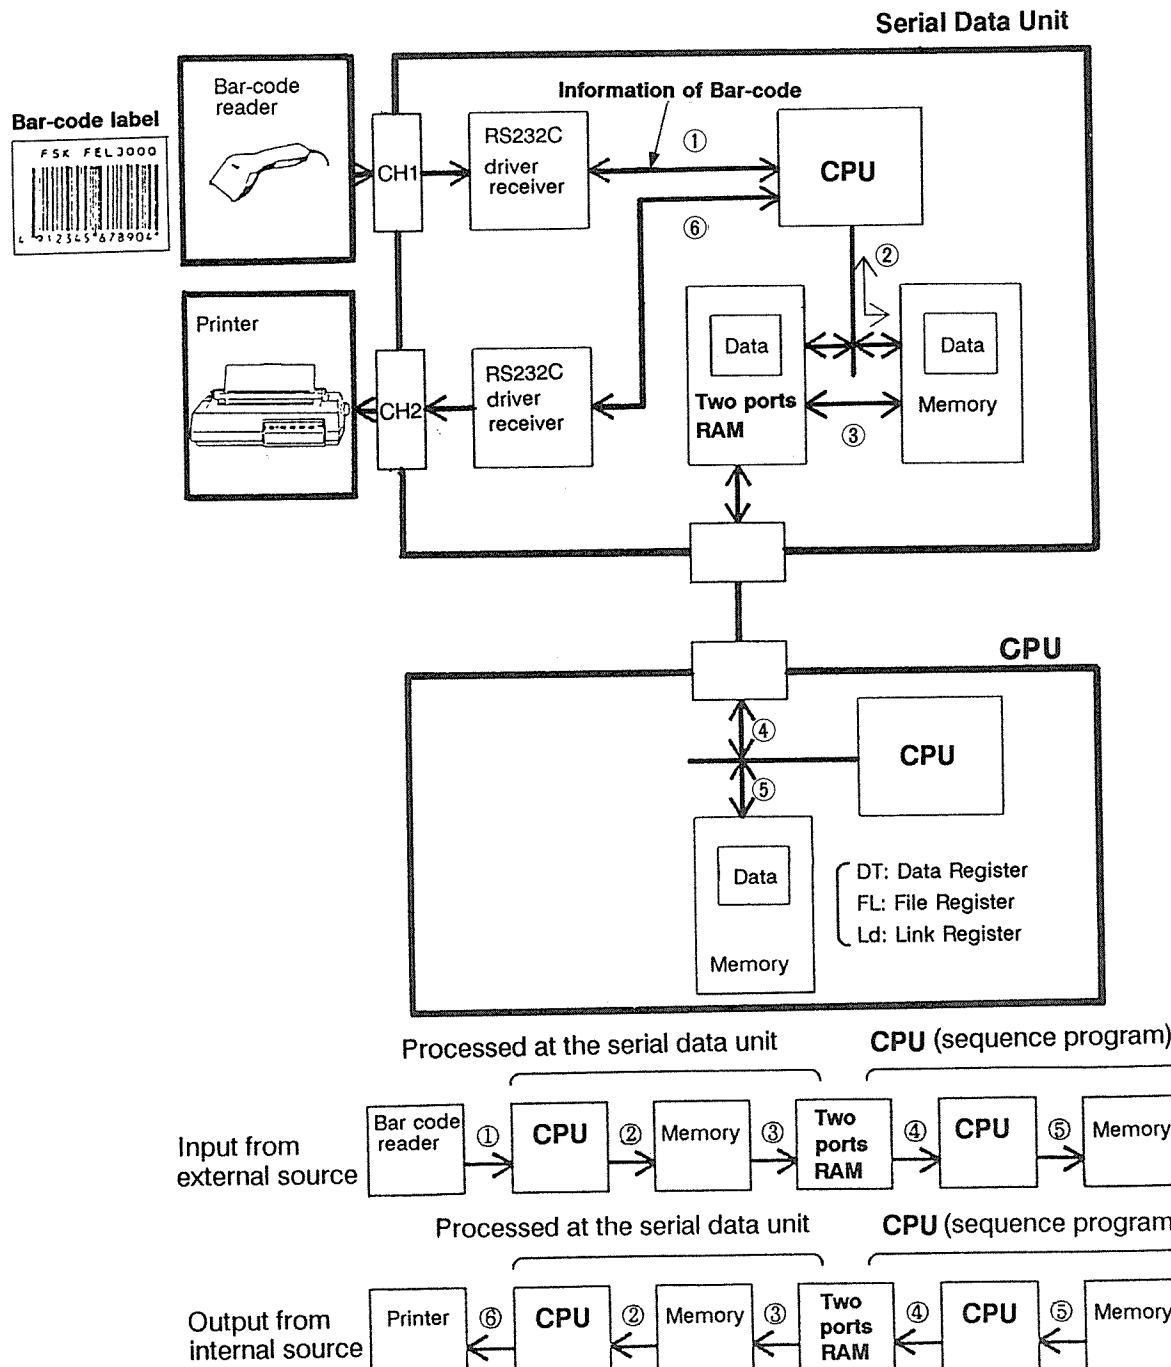 Serial Data Unit
Bar-code label
FSK FEL3000
4 912345 678904
Bar-code
reader
CH1
RS232C
driver
receiver
Information of Bar-code
①
CPU
⑥
②
Printer
CH2
RS232C
driver
receiver
Data
Two ports
RAM
③
Data
Memory
CPU
④
CPU
⑤
Data
Memory
DT: Data Register
FL: File Register
Ld: Link Register
Processed at the serial data unit
CPU (sequence program)
Input from
external source
Bar code
reader
①
CPU
②
Memory
③
Two
ports
RAM
④
CPU
⑤
Memory
Processed at the serial data unit
CPU (sequence program
Output from
internal source
Printer
⑥
CPU
②
Memory
③
Two
ports
RAM
④
CPU
⑤
Memory